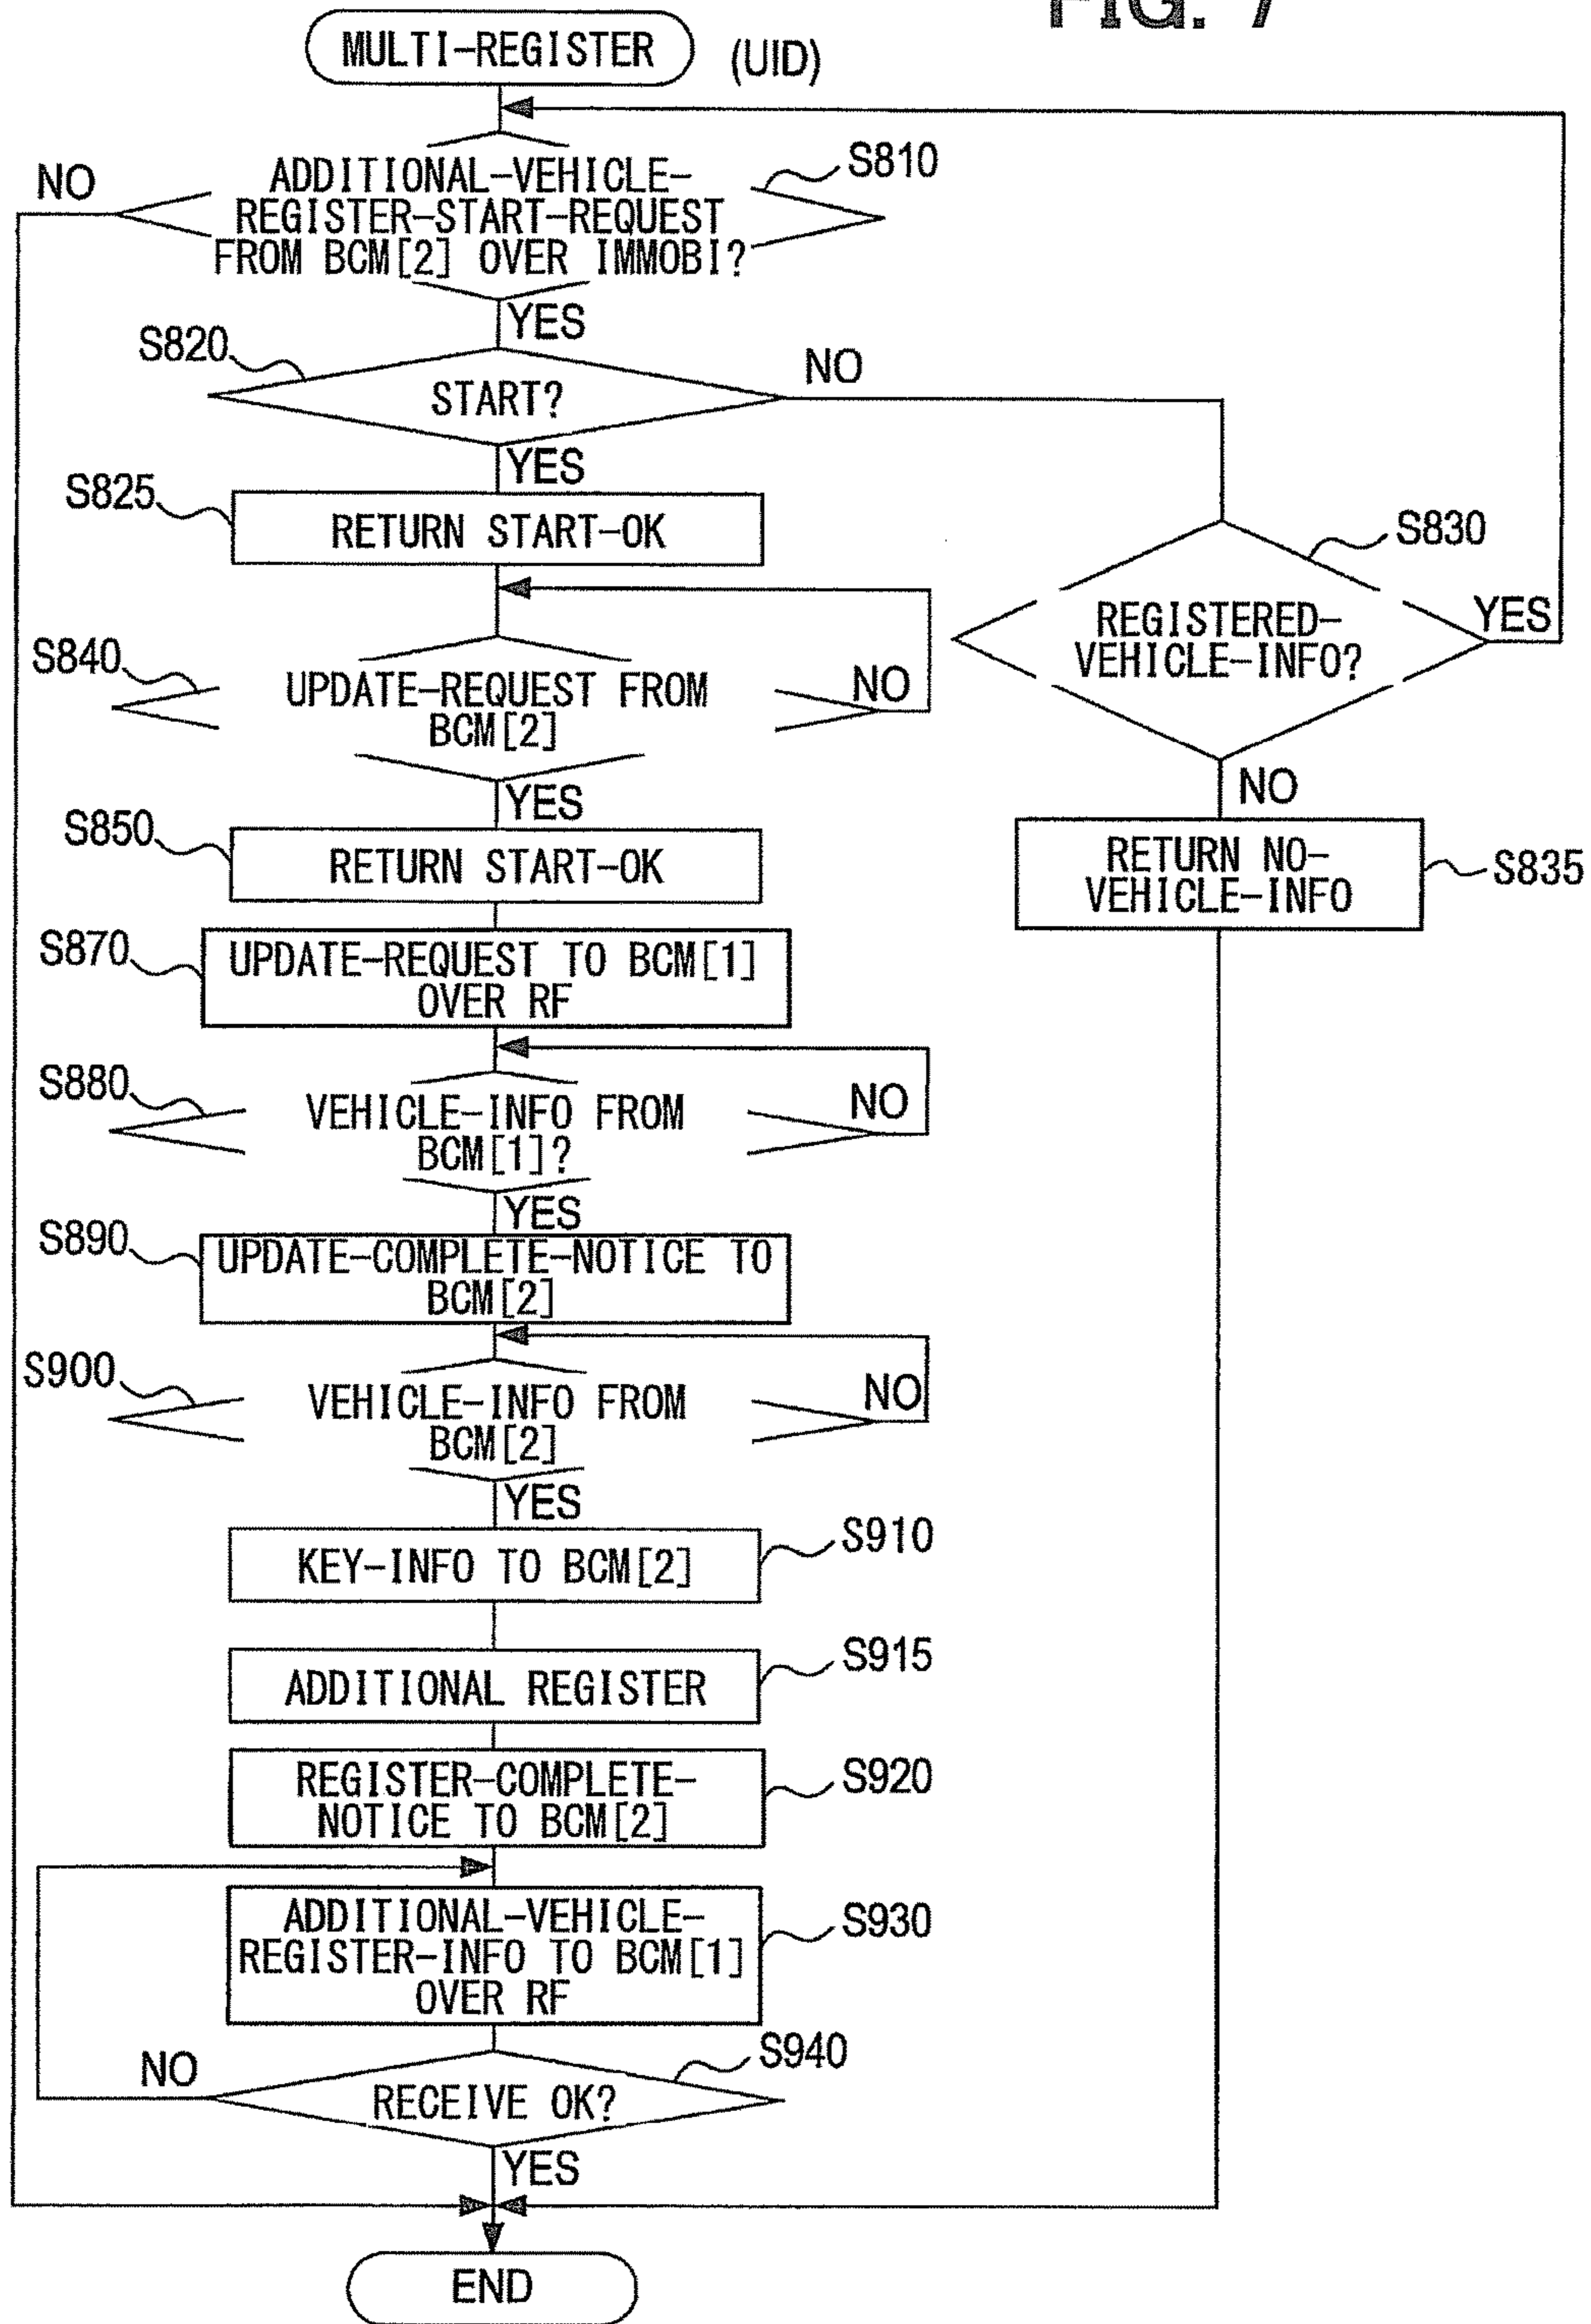 FIG. 7
MULTI-REGISTER
(UID)
NO
ADDITIONAL-VEHICLE-
REGISTER-START-REQUEST
FROM BCM[2] OVER IMMOBI?
S810
YES
S820
START?
NO
YES
S825
RETURN START-OK
S830
REGISTERED-
VEHICLE-INFO?
YES
S840
UPDATE-REQUEST FROM
BCM[2]
NO
YES
NO
S850
RETURN START-OK
RETURN NO-
VEHICLE-INFO
S835
S870
UPDATE-REQUEST TO BCM[1]
OVER RF
S880
VEHICLE-INFO FROM
BCM[1]?
NO
YES
S890
UPDATE-COMPLETE-NOTICE TO
BCM[2]
S900
VEHICLE-INFO FROM
BCM[2]
NO
YES
KEY-INFO TO BCM[2]
S910
ADDITIONAL REGISTER
S915
REGISTER-COMPLETE-
NOTICE TO BCM[2]
S920
ADDITIONAL-VEHICLE-
REGISTER-INFO TO BCM[1]
OVER RF
S930
NO
RECEIVE OK?
S940
YES
END